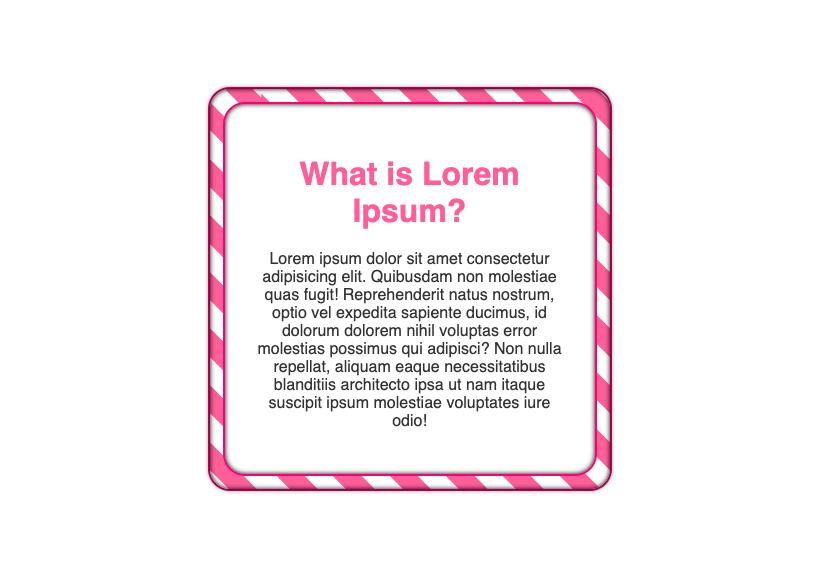 What is Lorem
Ipsum?
Lorem ipsum dolor sit amet consectetur
adipisicing elit. Quibusdam non molestiae
quas fugit! Reprehenderit natus nostrum,
optio vel expedita sapiente ducimus, id
dolorum dolorem nihil voluptas error
molestias possimus qui adipisci? Non nulla
repellat, aliquam eaque necessitatibus
blanditiis architecto ipsa ut nam itaque
suscipit ipsum molestiae voluptates iure
odio!